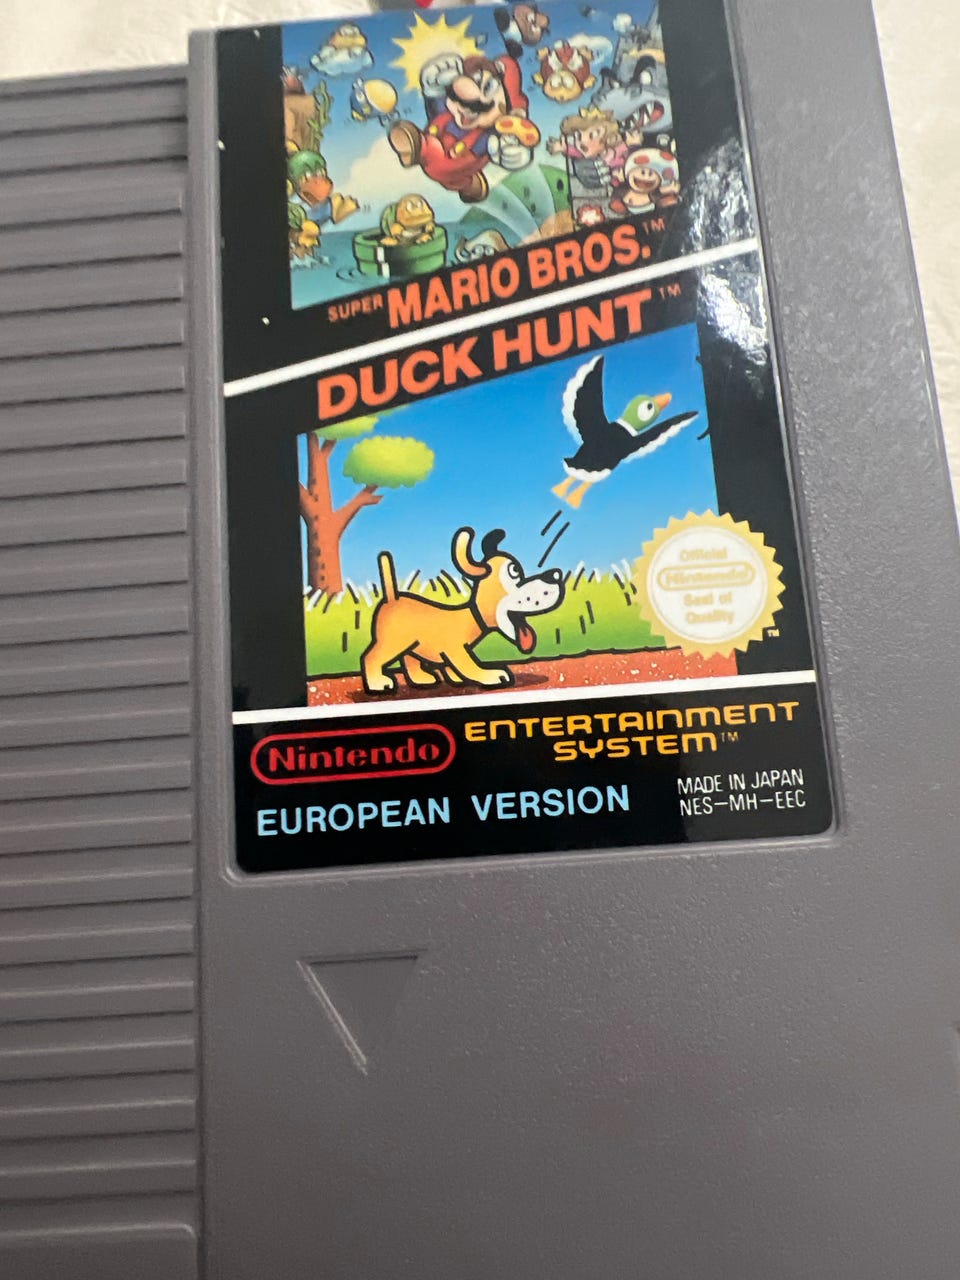 SUPER MARIO BROS.™
DUCK HUNT™
Official
Nintendo
Seal of
Quality
™
Nintendo ENTERTAINMENT
SYSTEM™
EUROPEAN VERSION
MADE IN JAPAN
NES-MH-EEC